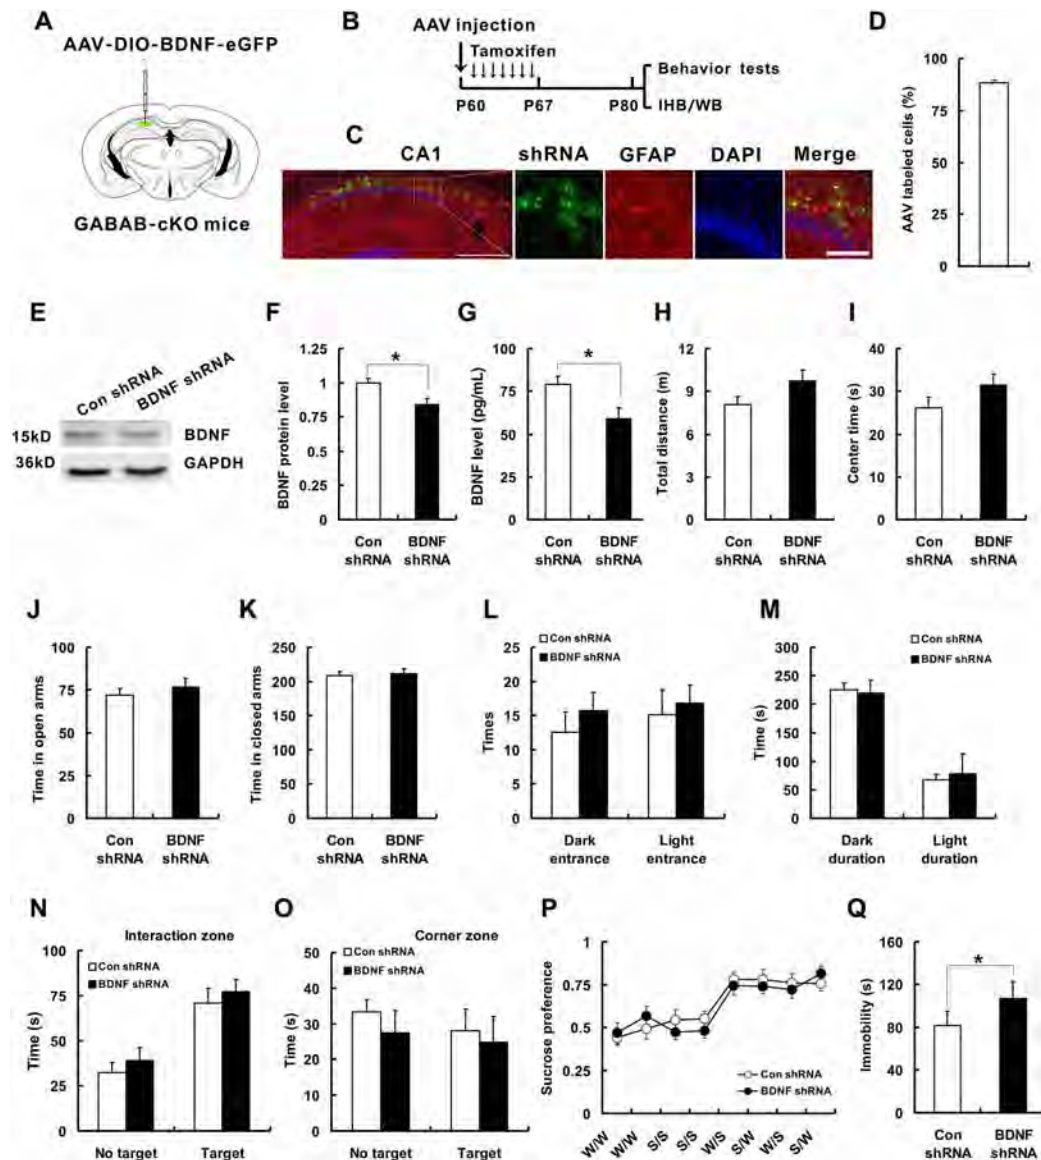 A
AAV-DIO-BDNF-eGFP
GABAB-cKO mice
B
AAV injection
Tamoxifen
P60
P67
P80
Behavior tests
IHB/WB
C
CA1
shRNA
GFAP
DAPI
Merge
D
AAV labeled cells (%)
100
75
50
25
0
E
Con shRNA
BDNF shRNA
15kD
BDNF
36kD
GAPDH
F
BDNF protein level
1.25
1
0.75
0.5
0.25
0
*
Con
shRNA
BDNF
shRNA
G
BDNF level (pg/mL)
100
75
50
25
0
*
Con
shRNA
BDNF
shRNA
H
Total distance (m)
12
9
6
3
0
Con
shRNA
BDNF
shRNA
I
Center time (s)
40
30
20
10
0
Con
shRNA
BDNF
shRNA
J
Time in open arms
100
75
50
25
0
Con
shRNA
BDNF
shRNA
K
Time in closed arms
250
200
150
100
50
0
Con
shRNA
BDNF
shRNA
L
Con shRNA
BDNF shRNA
Times
25
20
15
10
5
0
Dark
entrance
Light
entrance
M
Con shRNA
BDNF shRNA
Time (s)
300
250
200
150
100
50
0
Dark
duration
Light
duration
N
Interaction zone
Con shRNA
BDNF shRNA
Time (s)
100
75
50
25
0
No target
Target
O
Corner zone
Con shRNA
BDNF shRNA
Time (s)
50
40
30
20
10
0
No target
Target
P
Sucrose preference
1
0.75
0.5
0.25
0
Con shRNA
BDNF shRNA
W/W
W/W
S/S
S/S
W/S
S/W
W/S
S/W
Q
Immobility (s)
160
120
80
40
0
*
Con
shRNA
BDNF
shRNA